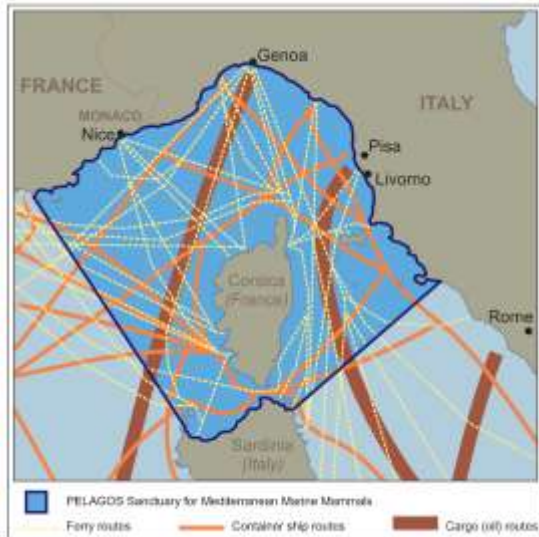 Genoa
FRANCE
ITALY
MONACO
Nice
Pisa
Livorno
Corsica
(France)
Rome
Sardinia
(Italy)
PELAGOS Sanctuary for Mediterranean Marine Mammals
Ferry routes
Container ship routes
Cargo (oil) routes